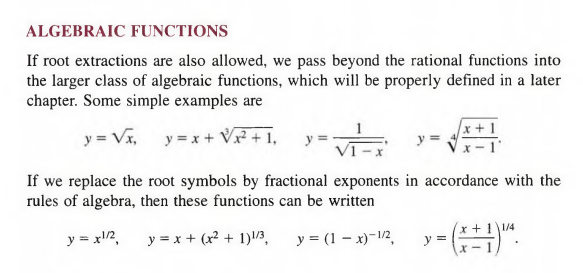 ALGEBRAIC FUNCTIONS
If root extractions are also allowed, we pass beyond the rational functions into
the larger class of algebraic functions, which will be properly defined in a later
chapter. Some simple examples are
y = √x, y = x + ∛(x² + 1), y = 1/√(1 − x), y = ∜((x + 1)/(x − 1)).
If we replace the root symbols by fractional exponents in accordance with the
rules of algebra, then these functions can be written
y = x^{1/2}, y = x + (x² + 1)^{1/3}, y = (1 − x)^{−1/2}, y = ((x + 1)/(x − 1))^{1/4}.